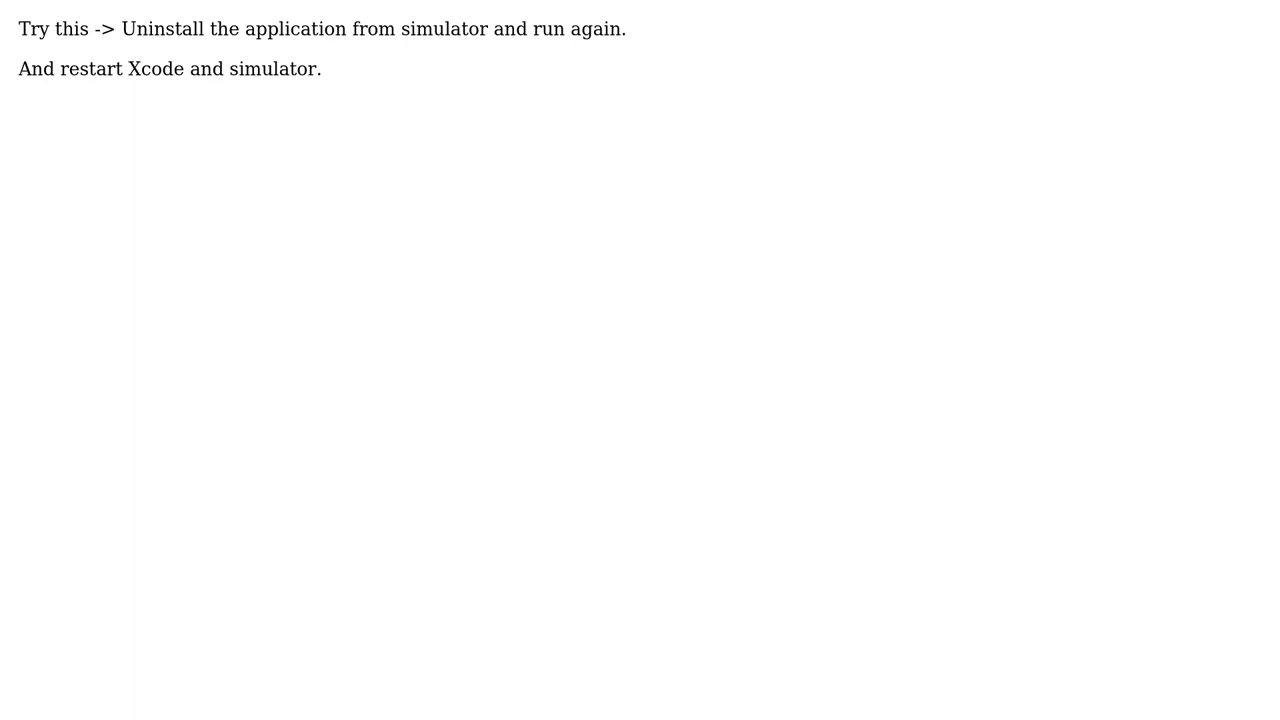 Try this -> Uninstall the application from simulator and run again.
And restart Xcode and simulator.